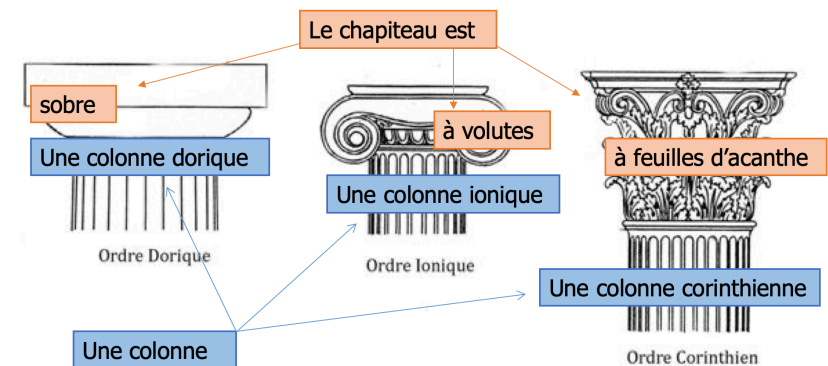 Le chapiteau est
sobre
à volutes
à feuilles d’acanthe
Une colonne dorique
Une colonne ionique
Ordre Dorique
Ordre Ionique
Une colonne corinthienne
Une colonne
Ordre Corinthien